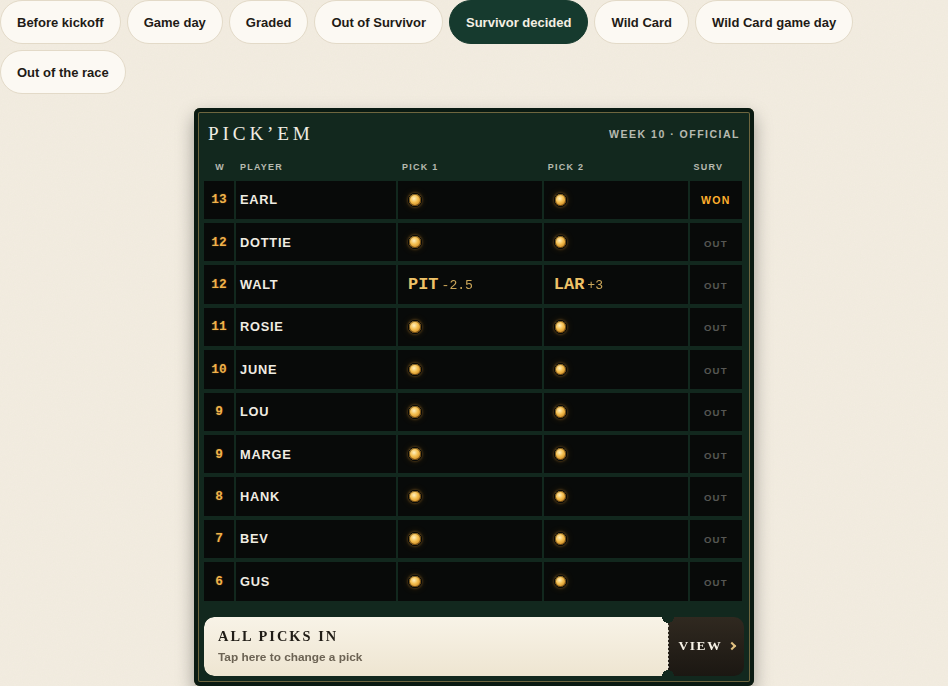 Before kickoff Game day Graded Out of Survivor Survivor decided Wild Card Wild Card game day
Out of the race
PICK’EM WEEK 10 · OFFICIAL
W PLAYER PICK 1 PICK 2 SURV
13 EARL WON
12 DOTTIE OUT
12 WALT PIT -2.5 LAR +3 OUT
11 ROSIE OUT
10 JUNE OUT
9 LOU OUT
9 MARGE OUT
8 HANK OUT
7 BEV OUT
6 GUS OUT
ALL PICKS IN
Tap here to change a pick
VIEW